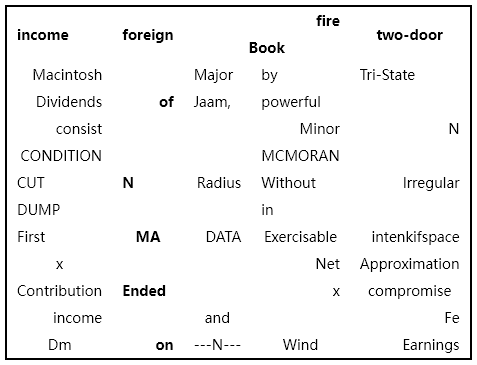 income foreign fire Book two-door
Macintosh Major by Tri-State
Dividends of Jaam, powerful
consist Minor N
CONDITION MCMORAN
CUT N Radius Without Irregular
DUMP in
First MA DATA Exercisable intenkifspace
x Net Approximation
Contribution Ended x compromise
income and Fe
Dm on ---N--- Wind Earnings